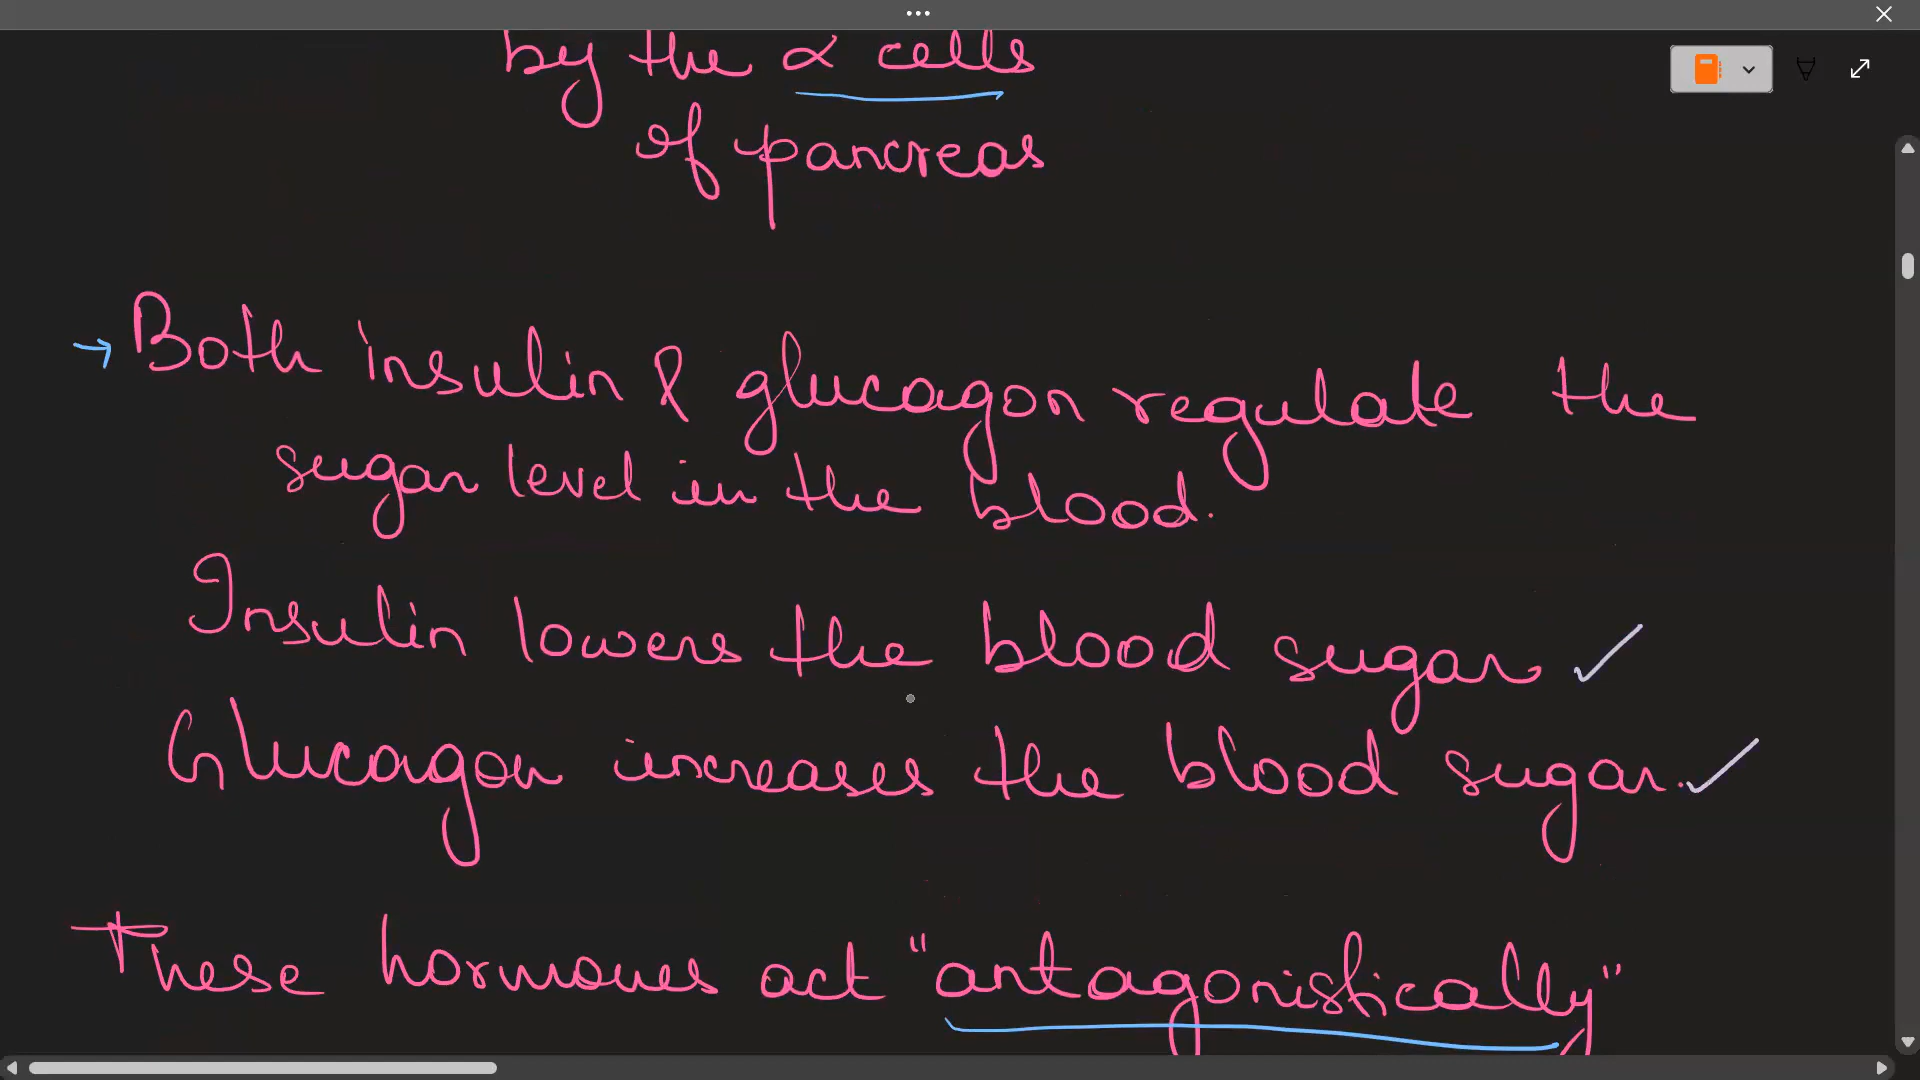 by the α cells
of pancreas
→ Both insulin & glucagon regulate the
sugar level in the blood.
Insulin lowers the blood sugar ✓
Glucagon increases the blood sugar. ✓
These hormones act "antagonistically"